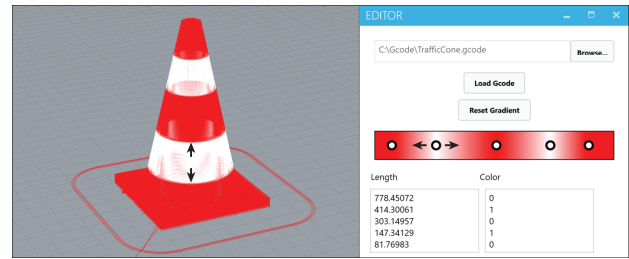 EDITOR
C:\Gcode\TrafficCone.gcode
Browse...
Load Gcode
Reset Gradient
Length Color
778.45072 0
414.30061 1
303.14957 0
147.34129 1
81.76983 0